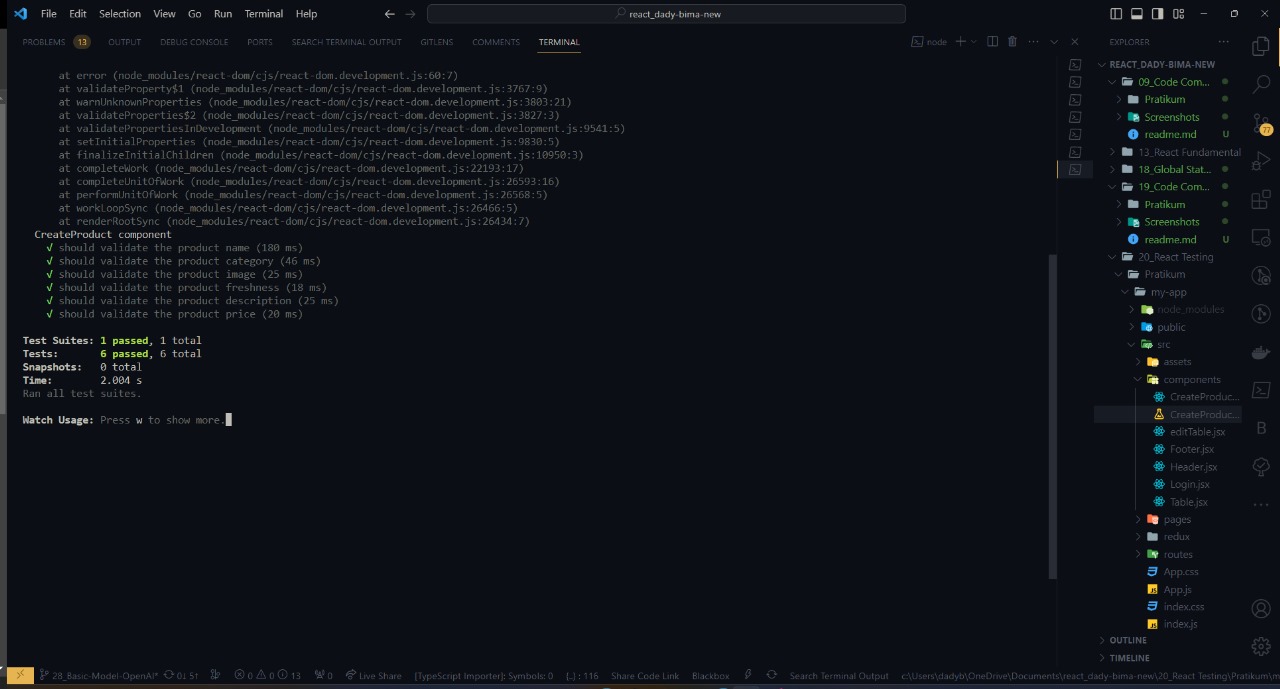 File Edit Selection View Go Run Terminal Help
react_dady-bima-new
PROBLEMS 13 OUTPUT DEBUG CONSOLE PORTS SEARCH TERMINAL OUTPUT GITLENS COMMENTS TERMINAL
node
at error (node_modules/react-dom/cjs/react-dom.development.js:60:7)
at validateProperty$1 (node_modules/react-dom/cjs/react-dom.development.js:3767:9)
at warnUnknownProperties (node_modules/react-dom/cjs/react-dom.development.js:3803:21)
at validateProperties$2 (node_modules/react-dom/cjs/react-dom.development.js:3827:3)
at validatePropertiesInDevelopment (node_modules/react-dom/cjs/react-dom.development.js:9541:5)
at setInitialProperties (node_modules/react-dom/cjs/react-dom.development.js:9830:5)
at finalizeInitialChildren (node_modules/react-dom/cjs/react-dom.development.js:10950:3)
at completeWork (node_modules/react-dom/cjs/react-dom.development.js:22193:17)
at completeUnitOfWork (node_modules/react-dom/cjs/react-dom.development.js:26593:16)
at performUnitOfWork (node_modules/react-dom/cjs/react-dom.development.js:26568:5)
at workLoopSync (node_modules/react-dom/cjs/react-dom.development.js:26466:5)
at renderRootSync (node_modules/react-dom/cjs/react-dom.development.js:26434:7)
CreateProduct component
√ should validate the product name (180 ms)
√ should validate the product category (46 ms)
√ should validate the product image (25 ms)
√ should validate the product freshness (18 ms)
√ should validate the product description (25 ms)
√ should validate the product price (20 ms)
Test Suites: 1 passed, 1 total
Tests: 6 passed, 6 total
Snapshots: 0 total
Time: 2.004 s
Ran all test suites.
Watch Usage: Press w to show more.
EXPLORER
REACT_DADY-BIMA-NEW
09_Code Com...
Pratikum
Screenshots
readme.md U
13_React Fundamental
18_Global Stat...
19_Code Com...
Pratikum
Screenshots
readme.md U
20_React Testing
Pratikum
my-app
node_modules
public
src
assets
components
CreateProduc...
CreateProduc...
editTable.jsx
Footer.jsx
Header.jsx
Login.jsx
Table.jsx
pages
redux
routes
App.css
App.js
index.css
index.js
OUTLINE
TIMELINE
77
B
28_Basic-Model-OpenAI* 0↓ 5↑ 0 0 13 0 Live Share [TypeScript Importer]: Symbols: 0 {..} : 116 Share Code Link Blackbox Search Terminal Output c:\Users\dadyb\OneDrive\Documents\react_dady-bima-new\20_React Testing\Pratikum\m